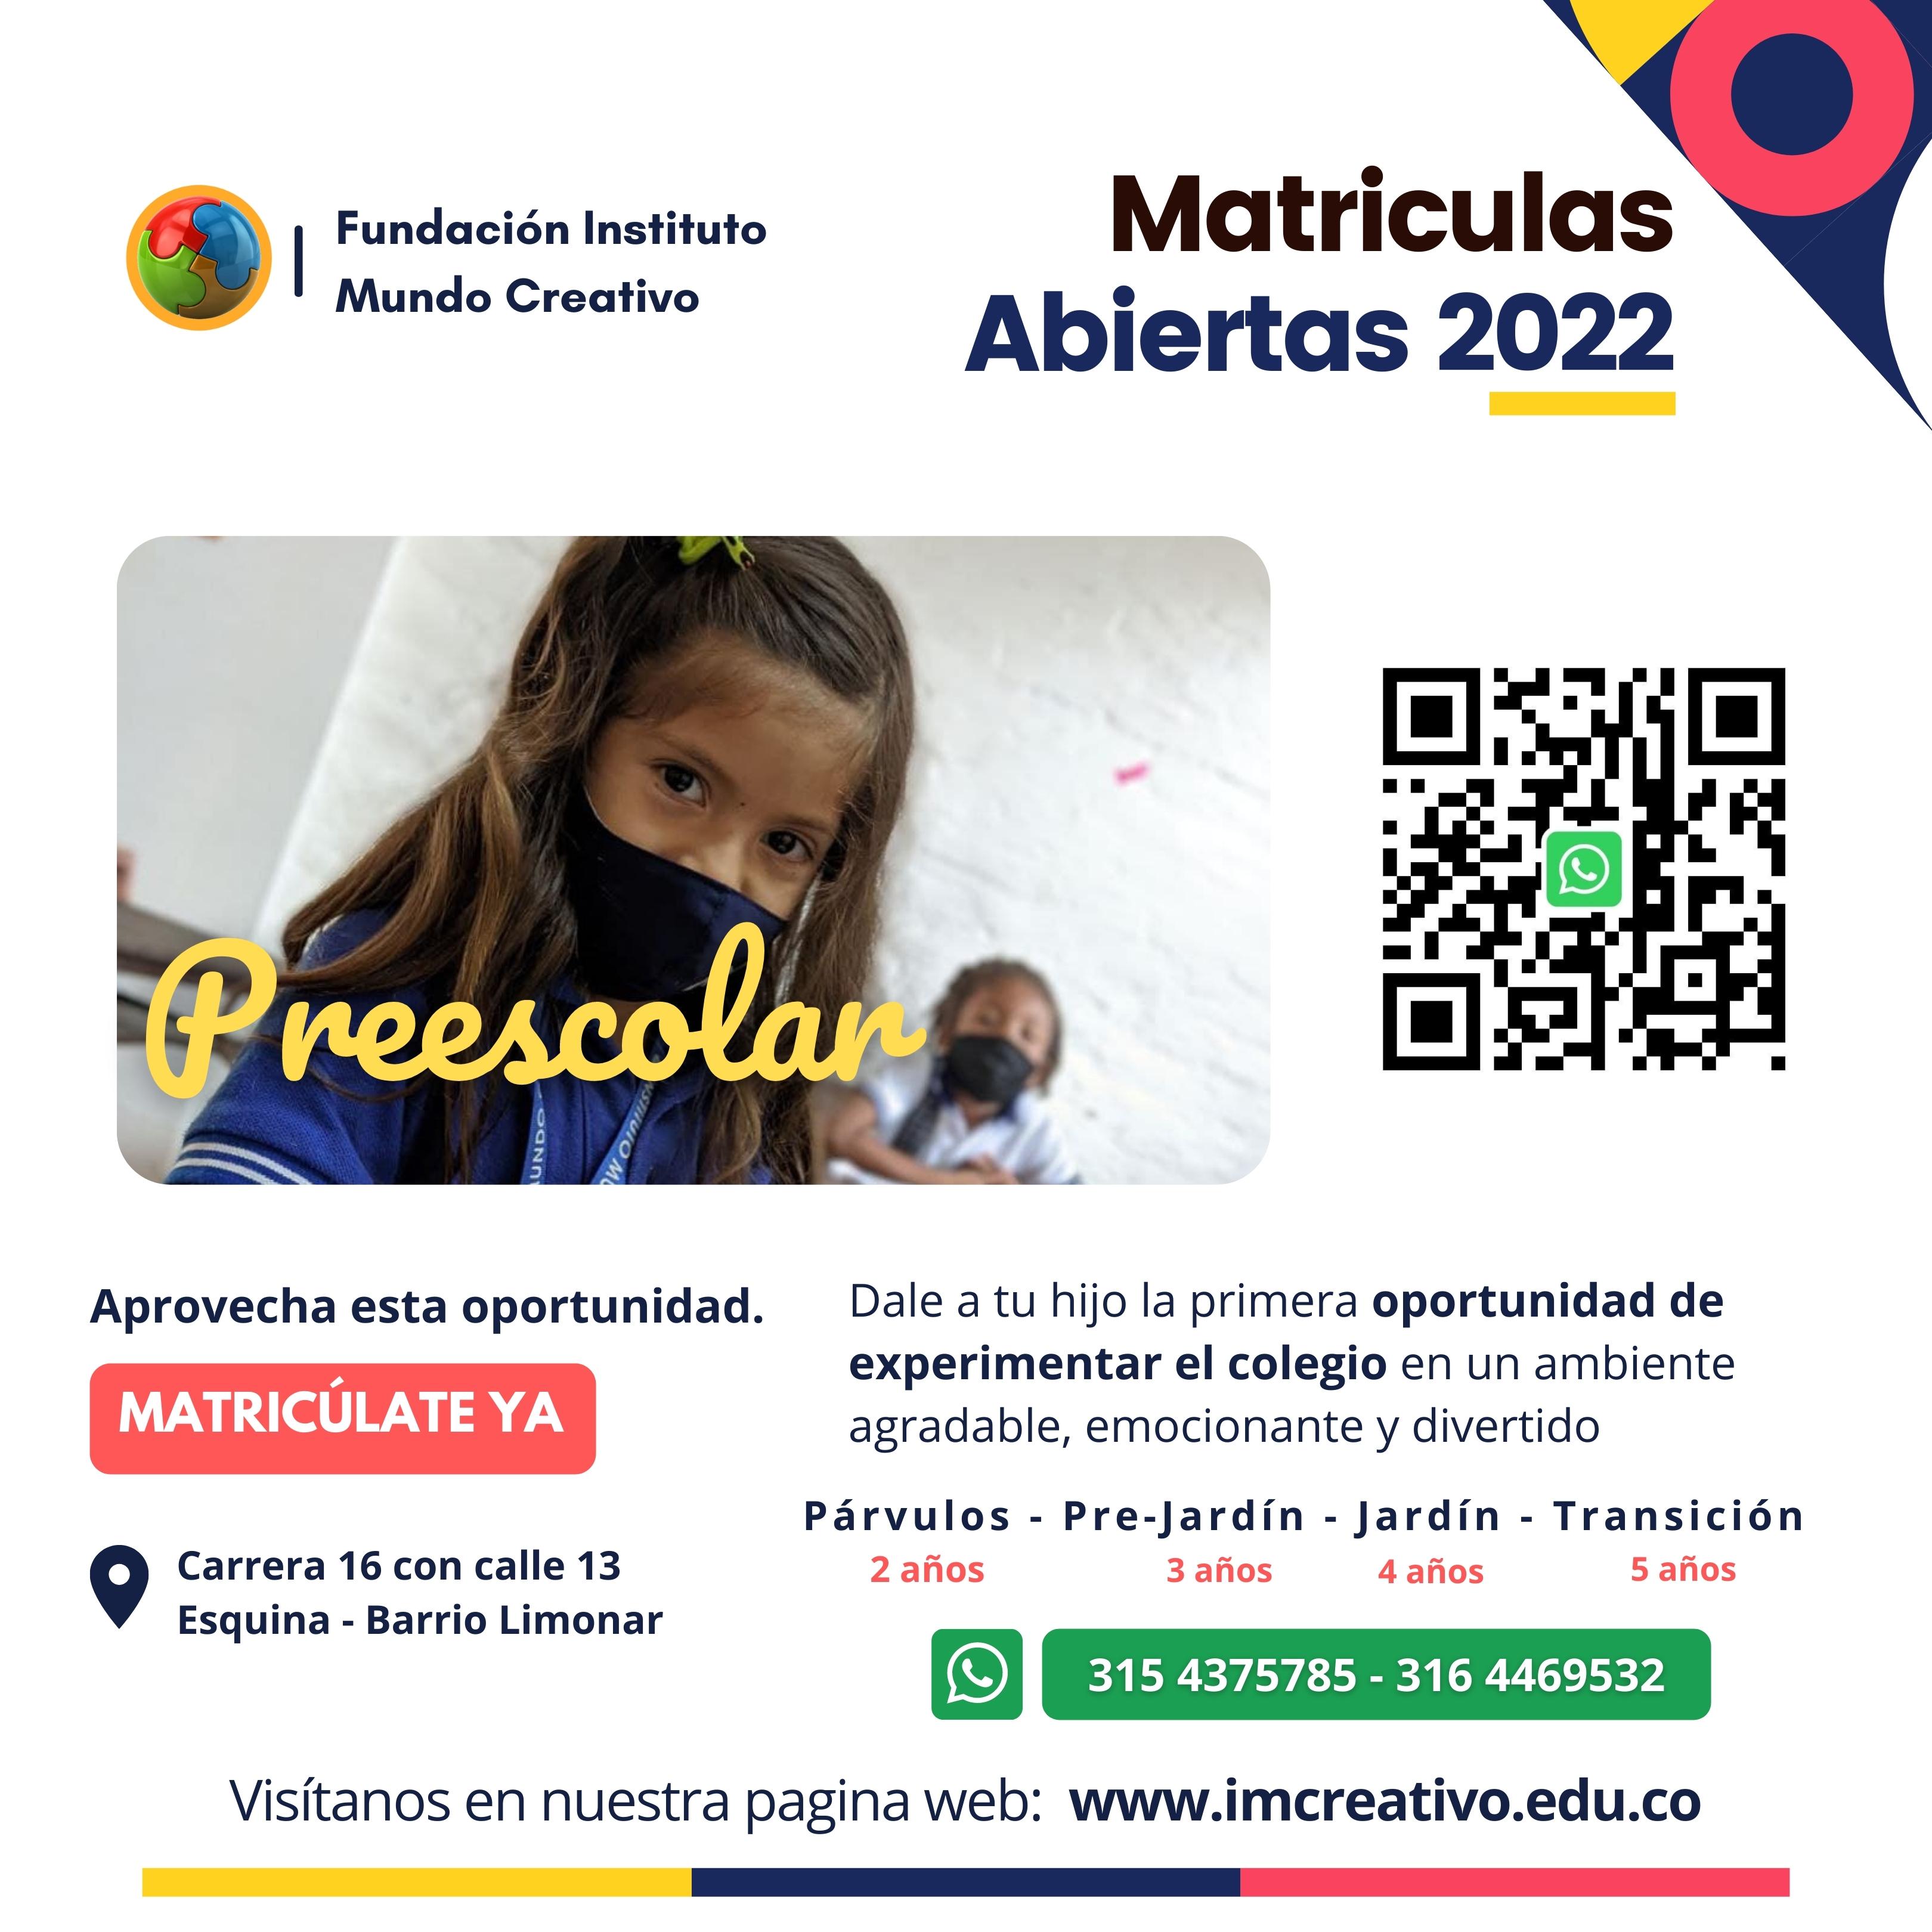 Fundación Instituto
Mundo Creativo
Matriculas
Abiertas 2022
Preescolar
Aprovecha esta oportunidad.
MATRICÚLATE YA
Carrera 16 con calle 13
Esquina - Barrio Limonar
Dale a tu hijo la primera oportunidad de
experimentar el colegio en un ambiente
agradable, emocionante y divertido
Párvulos - Pre-Jardín - Jardín - Transición
2 años 3 años 4 años 5 años
315 4375785 - 316 4469532
Visítanos en nuestra pagina web: www.imcreativo.edu.co